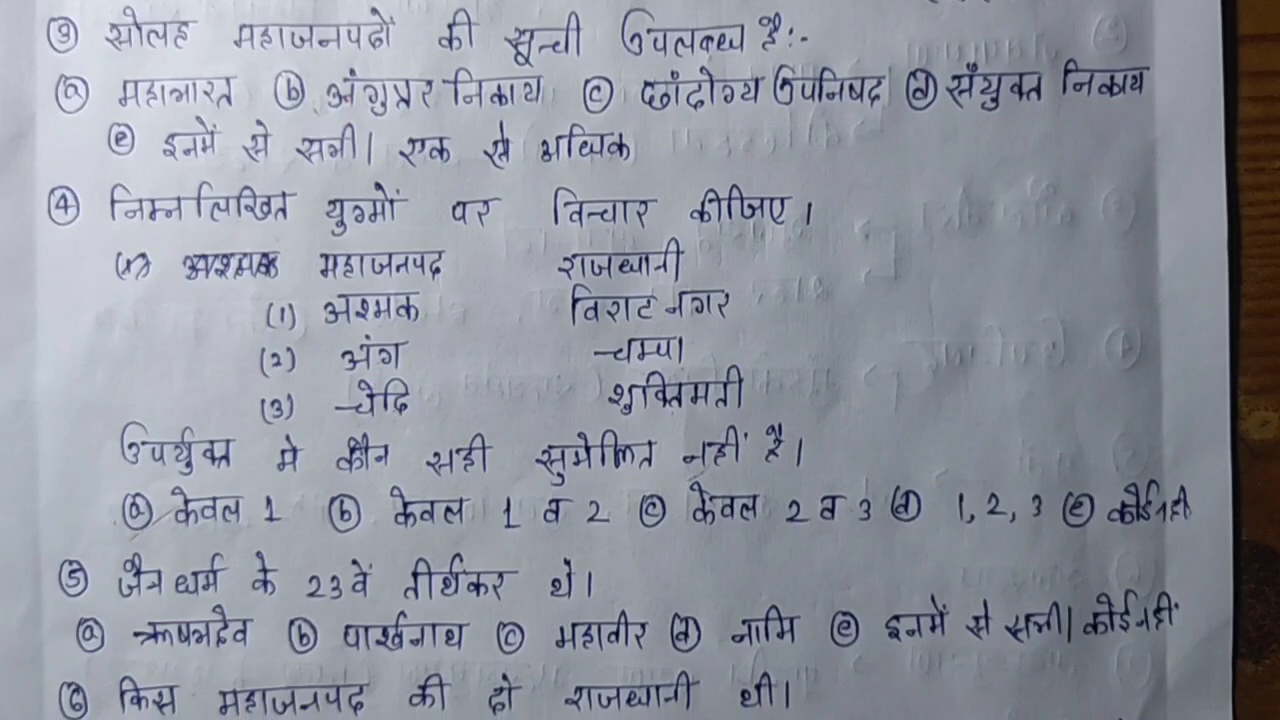 ③ सोलह महाजनपदों की सूची उपलब्ध है:-
ⓐ महाभारत ⓑ अंगुत्तर निकाय ⓒ छांदोग्य उपनिषद ⓓ संयुक्त निकाय
ⓔ इनमें से सभी। एक से अधिक
④ निम्नलिखित युग्मों पर विचार कीजिए।
महाजनपद राजधानी
(1) अश्मक विराट नगर
(2) अंग चम्पा
(3) चेदि शुक्तिमती
उपर्युक्त मे कौन सही सुमेलित नहीं है।
ⓐ केवल 1 ⓑ केवल 1 व 2 ⓒ केवल 2 व 3 ⓓ 1, 2, 3 ⓔ कोई नही
⑤ जैन धर्म के 23वें तीर्थकर थे।
ⓐ ऋषभदेव ⓑ पार्श्वनाथ ⓒ महावीर ⓓ नामि ⓔ इनमें से सभी। कोई नहीं
⑥ किस महाजनपद की दो राजधानी थी।